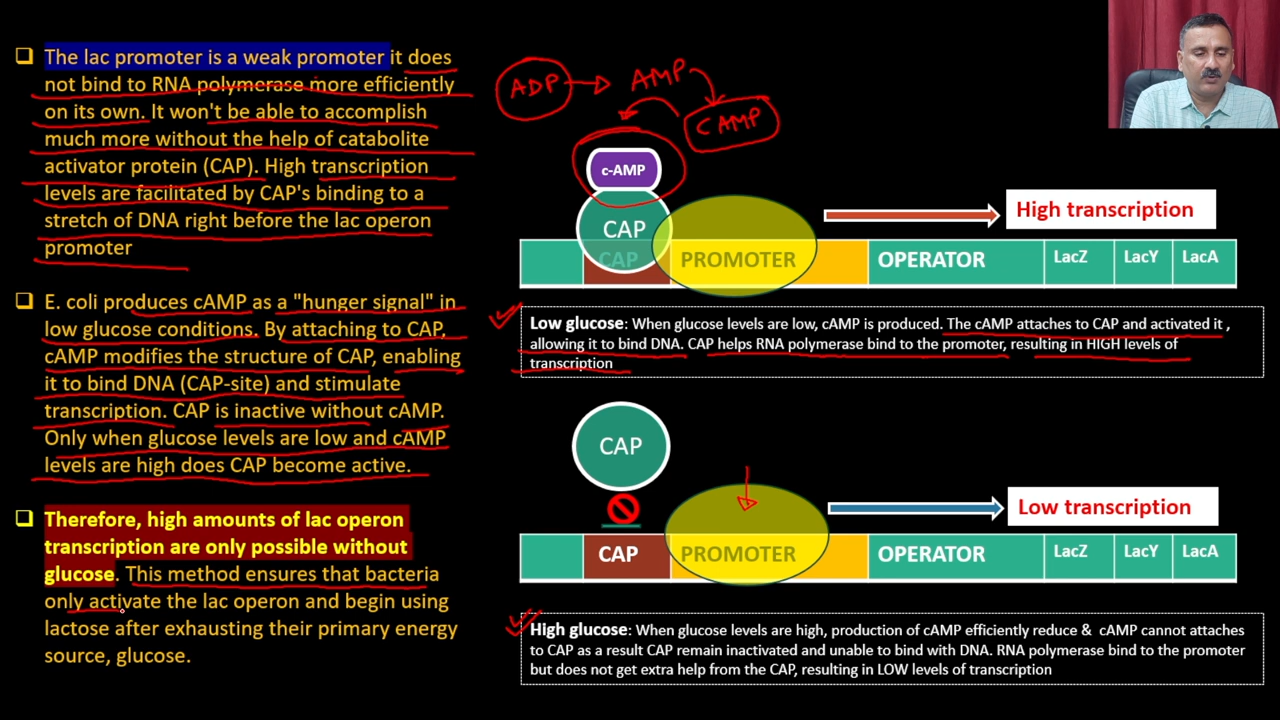 The lac promoter is a weak promoter it does
not bind to RNA polymerase more efficiently
on its own. It won't be able to accomplish
much more without the help of catabolite
activator protein (CAP). High transcription
levels are facilitated by CAP's binding to a
stretch of DNA right before the lac operon
promoter
E. coli produces cAMP as a "hunger signal" in
low glucose conditions. By attaching to CAP,
cAMP modifies the structure of CAP, enabling
it to bind DNA (CAP-site) and stimulate
transcription. CAP is inactive without cAMP.
Only when glucose levels are low and cAMP
levels are high does CAP become active.
Therefore, high amounts of lac operon
transcription are only possible without
glucose. This method ensures that bacteria
only activate the lac operon and begin using
lactose after exhausting their primary energy
source, glucose.
ADP AMP
CAMP
c-AMP
CAP
High transcription
CAP PROMOTER OPERATOR LacZ LacY LacA
Low glucose: When glucose levels are low, cAMP is produced. The cAMP attaches to CAP and activated it ,
allowing it to bind DNA. CAP helps RNA polymerase bind to the promoter, resulting in HIGH levels of
transcription
CAP
Low transcription
CAP PROMOTER OPERATOR LacZ LacY LacA
High glucose: When glucose levels are high, production of cAMP efficiently reduce & cAMP cannot attaches
to CAP as a result CAP remain inactivated and unable to bind with DNA. RNA polymerase bind to the promoter
but does not get extra help from the CAP, resulting in LOW levels of transcription